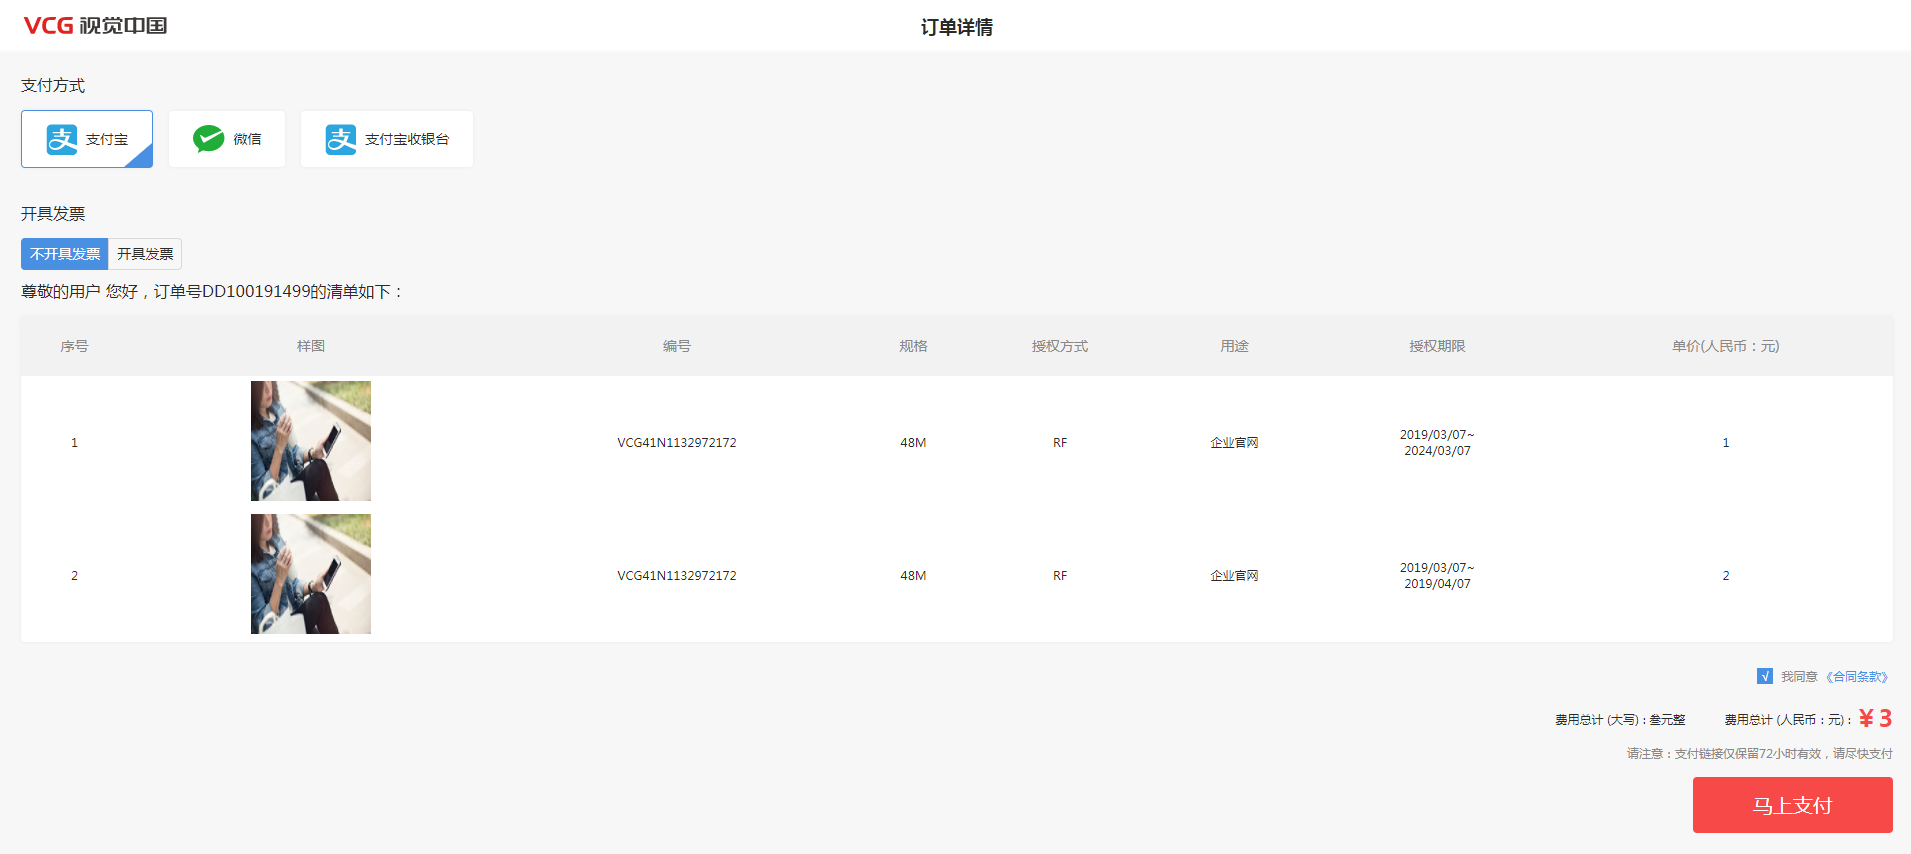 VCG 视觉中国
订单详情
支付方式
支付宝 微信 支付宝收银台
开具发票
不开具发票 开具发票
尊敬的用户 您好，订单号DD100191499的清单如下：
序号 样图 编号 规格 授权方式 用途 授权期限 单价(人民币：元)
1 VCG41N1132972172 48M RF 企业官网 2019/03/07~ 1
2024/03/07
2 VCG41N1132972172 48M RF 企业官网 2019/03/07~ 2
2019/04/07
√ 我同意 《合同条款》
费用总计 (大写)：叁元整 费用总计 (人民币：元)：¥ 3
请注意：支付链接仅保留72小时有效，请尽快支付
马上支付